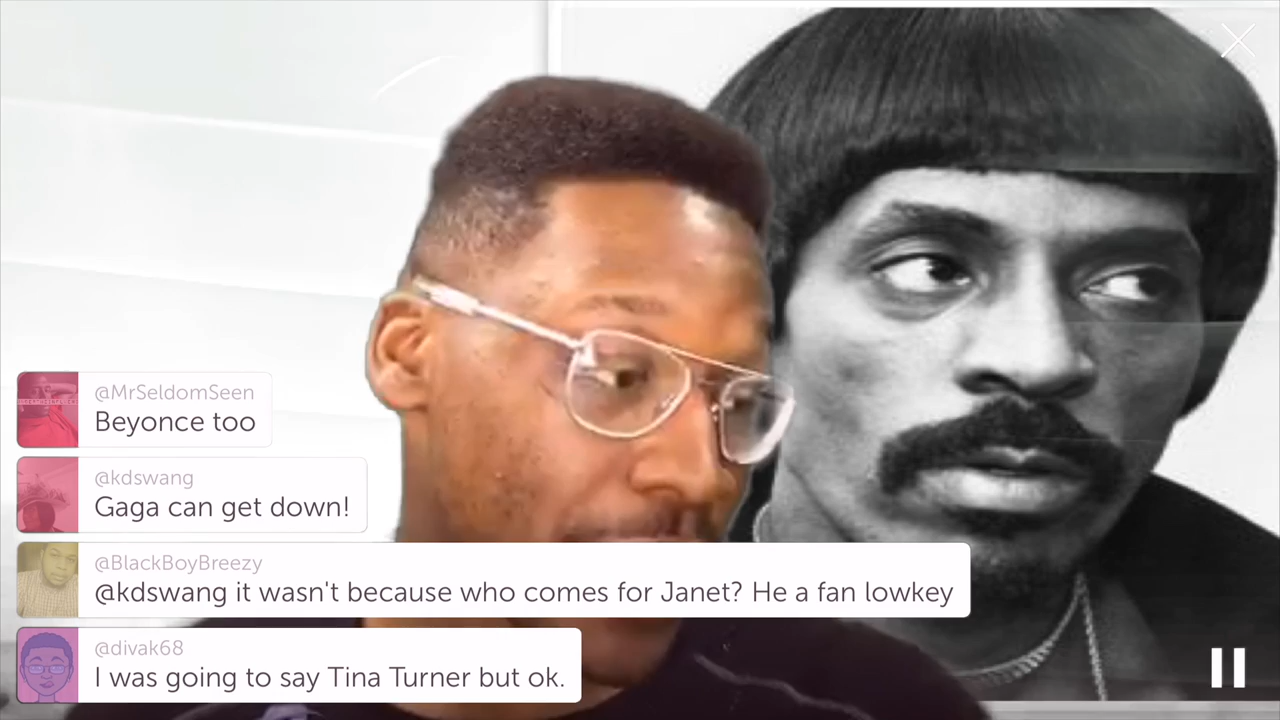 @MrSeldomSeen
Beyonce too
@kdswang
Gaga can get down!
@BlackBoyBreezy
@kdswang it wasn't because who comes for Janet? He a fan lowkey
@divak68
I was going to say Tina Turner but ok.